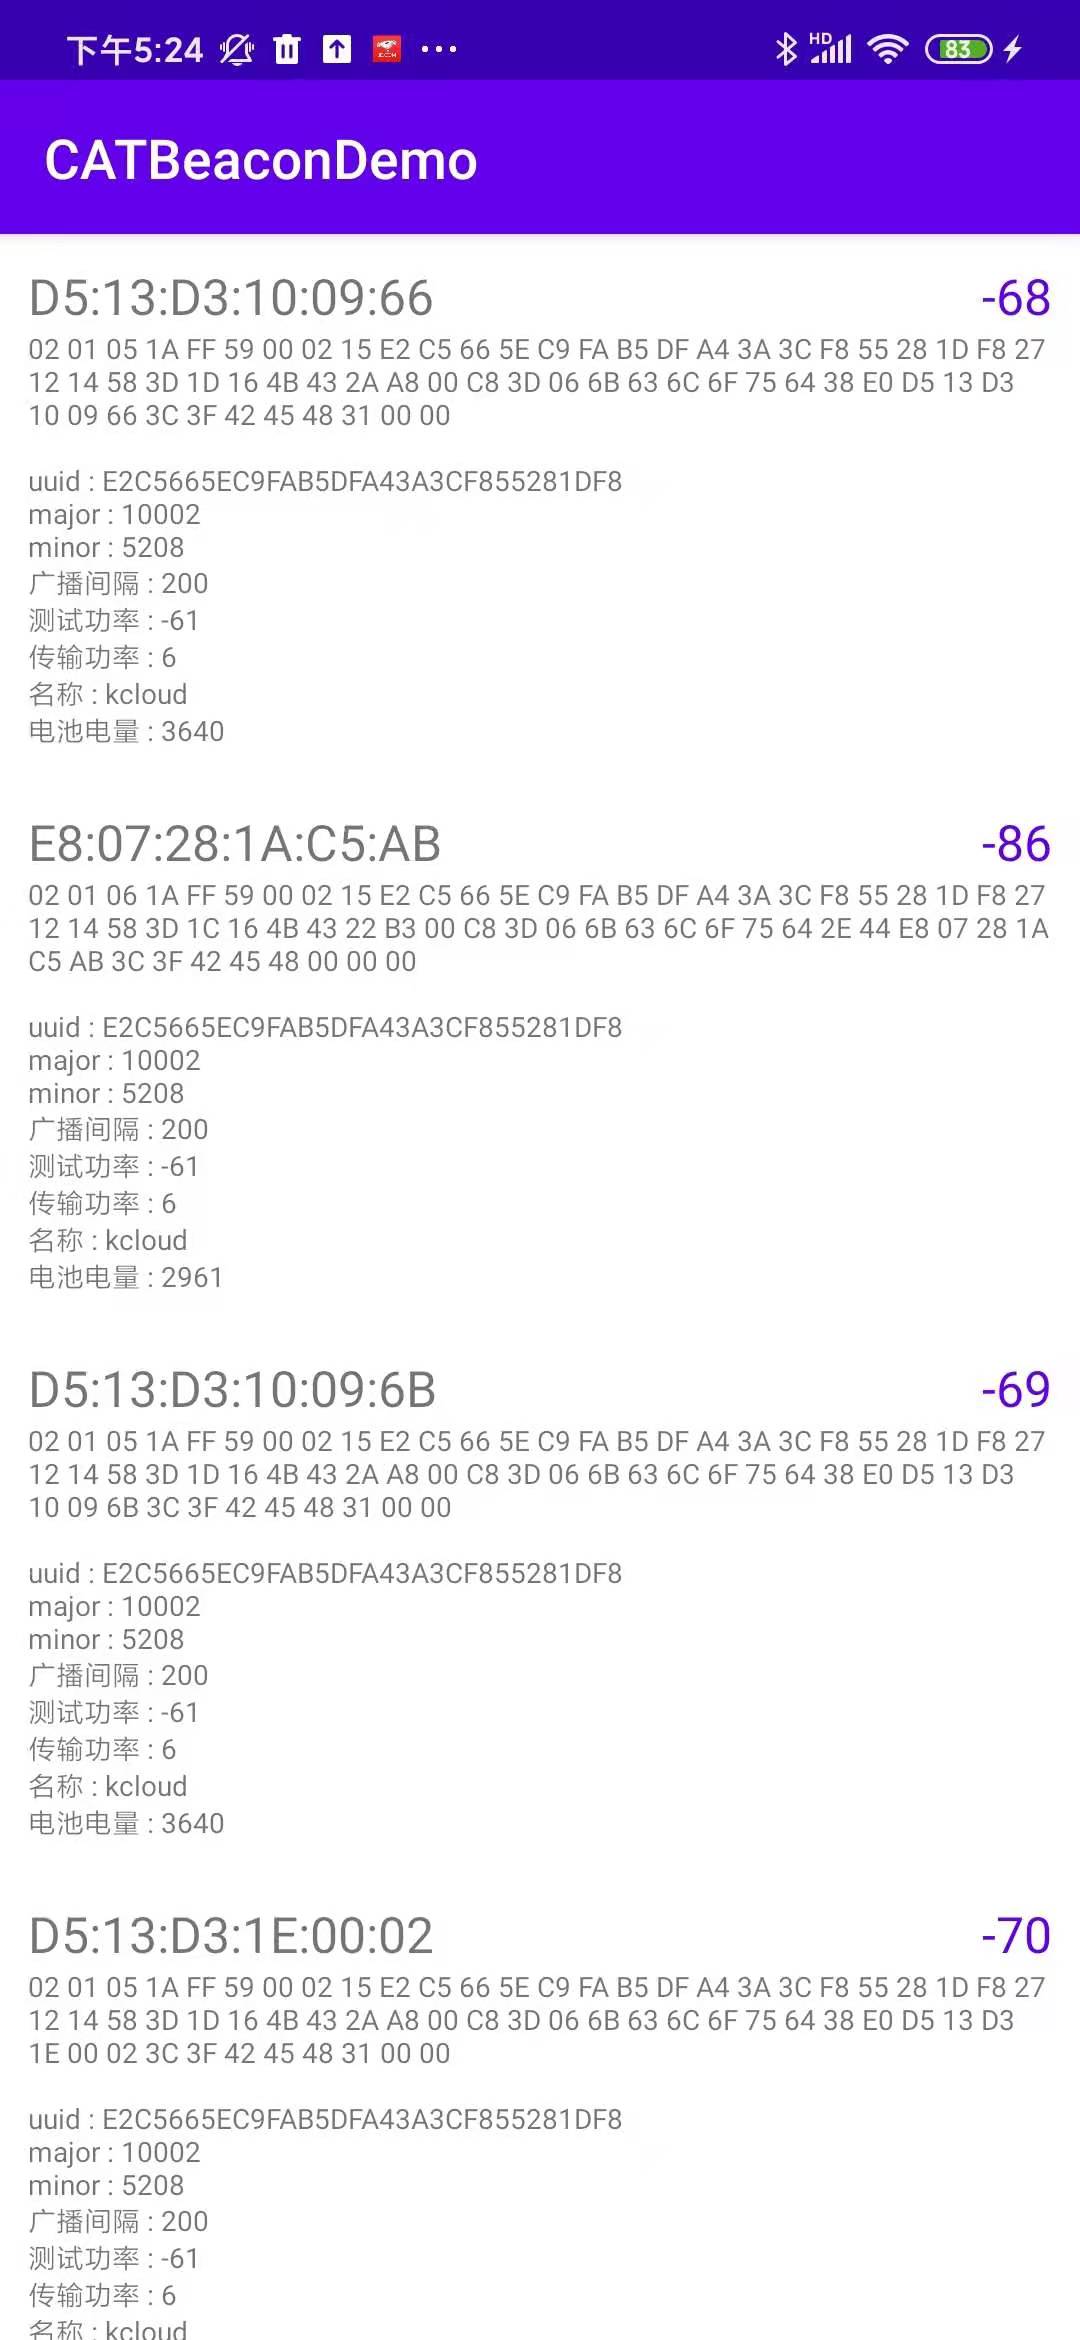 下午5:24
HD
83
CATBeaconDemo
D5:13:D3:10:09:66 -68
02 01 05 1A FF 59 00 02 15 E2 C5 66 5E C9 FA B5 DF A4 3A 3C F8 55 28 1D F8 27
12 14 58 3D 1D 16 4B 43 2A A8 00 C8 3D 06 6B 63 6C 6F 75 64 38 E0 D5 13 D3
10 09 66 3C 3F 42 45 48 31 00 00
uuid : E2C5665EC9FAB5DFA43A3CF855281DF8
major : 10002
minor : 5208
广播间隔 : 200
测试功率 : -61
传输功率 : 6
名称 : kcloud
电池电量 : 3640
E8:07:28:1A:C5:AB -86
02 01 06 1A FF 59 00 02 15 E2 C5 66 5E C9 FA B5 DF A4 3A 3C F8 55 28 1D F8 27
12 14 58 3D 1C 16 4B 43 22 B3 00 C8 3D 06 6B 63 6C 6F 75 64 2E 44 E8 07 28 1A
C5 AB 3C 3F 42 45 48 00 00 00
uuid : E2C5665EC9FAB5DFA43A3CF855281DF8
major : 10002
minor : 5208
广播间隔 : 200
测试功率 : -61
传输功率 : 6
名称 : kcloud
电池电量 : 2961
D5:13:D3:10:09:6B -69
02 01 05 1A FF 59 00 02 15 E2 C5 66 5E C9 FA B5 DF A4 3A 3C F8 55 28 1D F8 27
12 14 58 3D 1D 16 4B 43 2A A8 00 C8 3D 06 6B 63 6C 6F 75 64 38 E0 D5 13 D3
10 09 6B 3C 3F 42 45 48 31 00 00
uuid : E2C5665EC9FAB5DFA43A3CF855281DF8
major : 10002
minor : 5208
广播间隔 : 200
测试功率 : -61
传输功率 : 6
名称 : kcloud
电池电量 : 3640
D5:13:D3:1E:00:02 -70
02 01 05 1A FF 59 00 02 15 E2 C5 66 5E C9 FA B5 DF A4 3A 3C F8 55 28 1D F8 27
12 14 58 3D 1D 16 4B 43 2A A8 00 C8 3D 06 6B 63 6C 6F 75 64 38 E0 D5 13 D3
1E 00 02 3C 3F 42 45 48 31 00 00
uuid : E2C5665EC9FAB5DFA43A3CF855281DF8
major : 10002
minor : 5208
广播间隔 : 200
测试功率 : -61
传输功率 : 6
名称 : kcloud